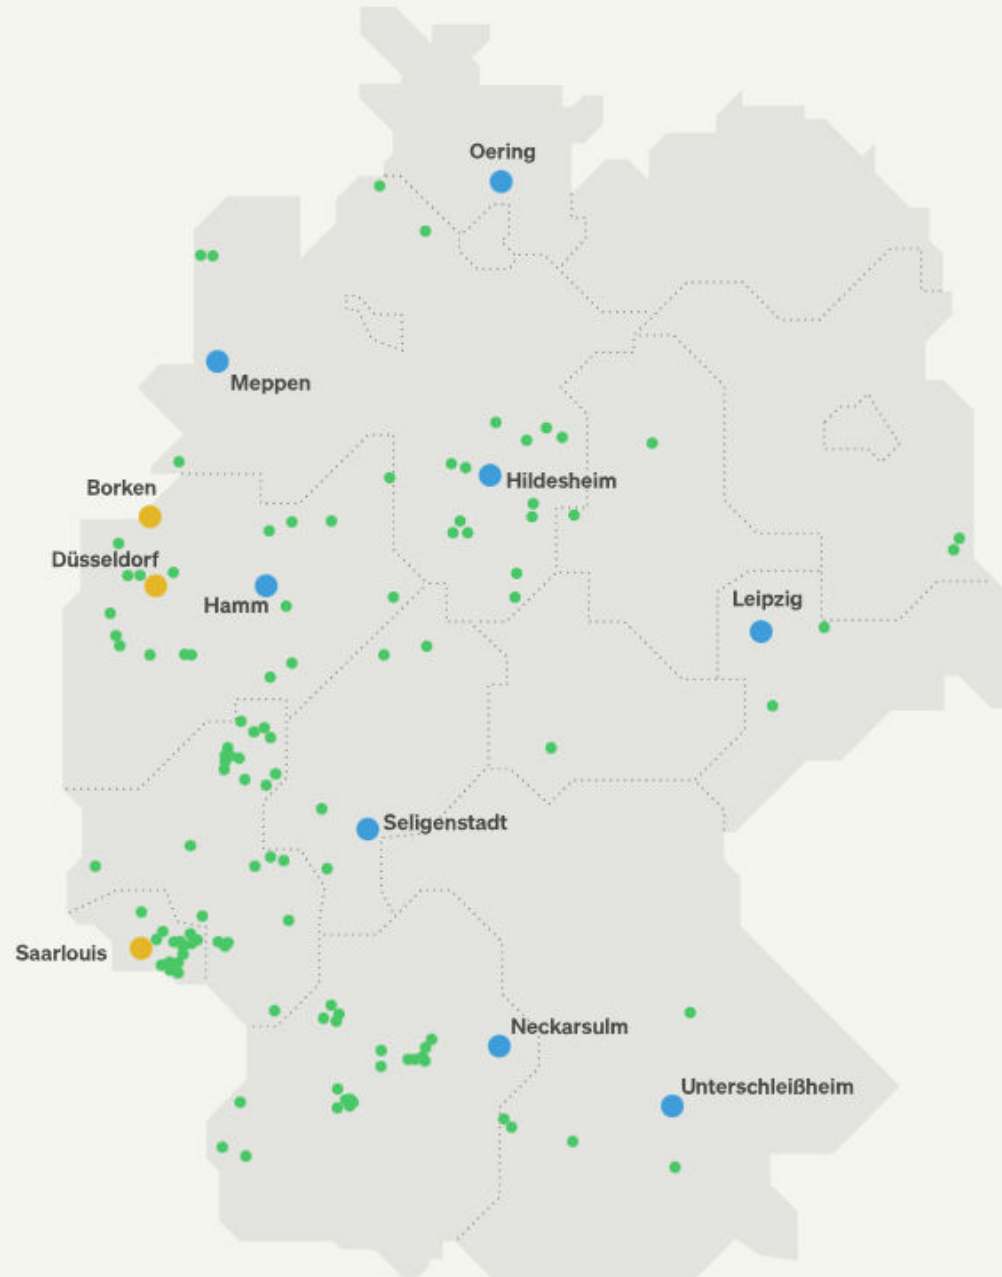 Oering
Meppen
Borken
Hildesheim
Düsseldorf
Hamm
Leipzig
Seligenstadt
Saarlouis
Neckarsulm
Unterschleißheim